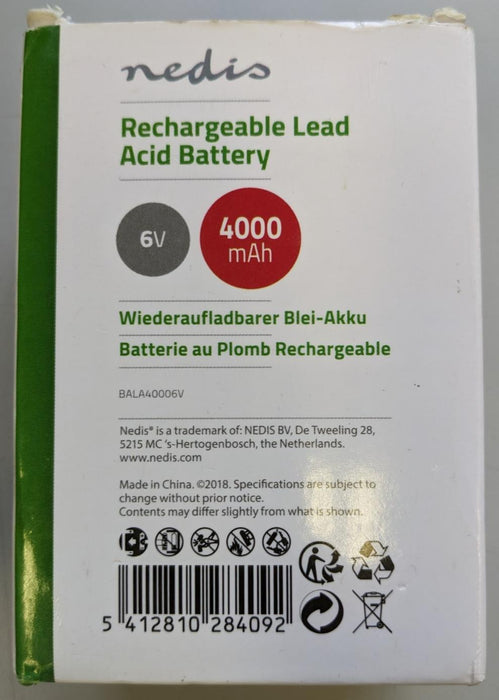 nedis
Rechargeable Lead
Acid Battery
6V
4000
mAh
Wiederaufladbarer Blei-Akku
Batterie au Plomb Rechargeable
BALA40006V
Nedis® is a trademark of: NEDIS BV, De Tweeling 28,
5215 MC 's-Hertogenbosch, the Netherlands.
www.nedis.com
Made in China. ©2018. Specifications are subject to
change without prior notice.
Contents may differ slightly from what is shown.
5 412810 284092